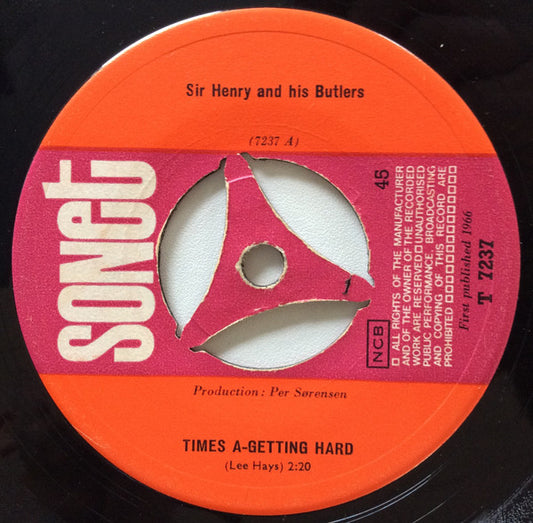 Sir Henry and his Butlers
(7237 A)
SONET
45
□ ALL RIGHTS OF THE MANUFACTURER
AND OF THE OWNER OF THE RECORDED
WORK ARE RESERVED □ UNAUTHORISED
PUBLIC PERFORMANCE, BROADCASTING
AND COPYING OF THIS RECORD ARE
PROHIBITED □□□□□□□□□□□□□
First published 1966
T 7237
NCB
1
Production: Per Sørensen
TIMES A-GETTING HARD
(Lee Hays) 2:20